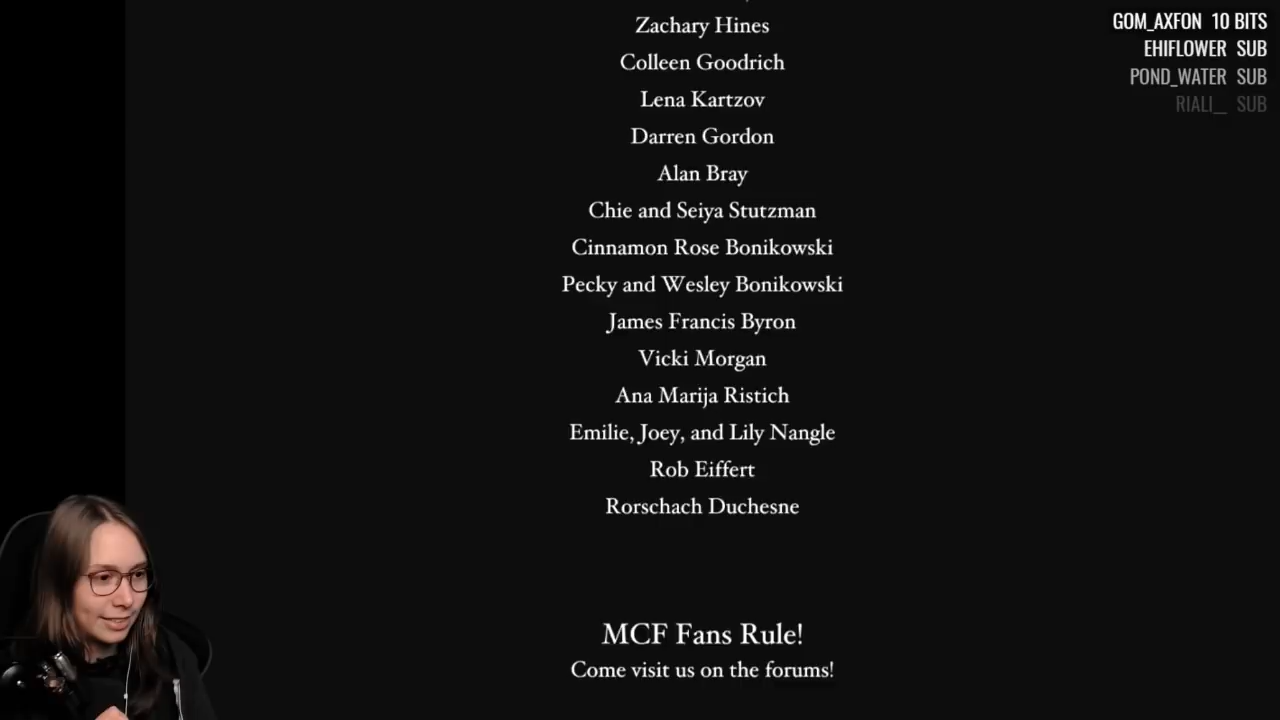 Zachary Hines
Colleen Goodrich
Lena Kartzov
Darren Gordon
Alan Bray
Chie and Seiya Stutzman
Cinnamon Rose Bonikowski
Pecky and Wesley Bonikowski
James Francis Byron
Vicki Morgan
Ana Marija Ristich
Emilie, Joey, and Lily Nangle
Rob Eiffert
Rorschach Duchesne
MCF Fans Rule!
Come visit us on the forums!
GOM_AXFON 10 BITS
EHIFLOWER SUB
POND_WATER SUB
RIALI__ SUB